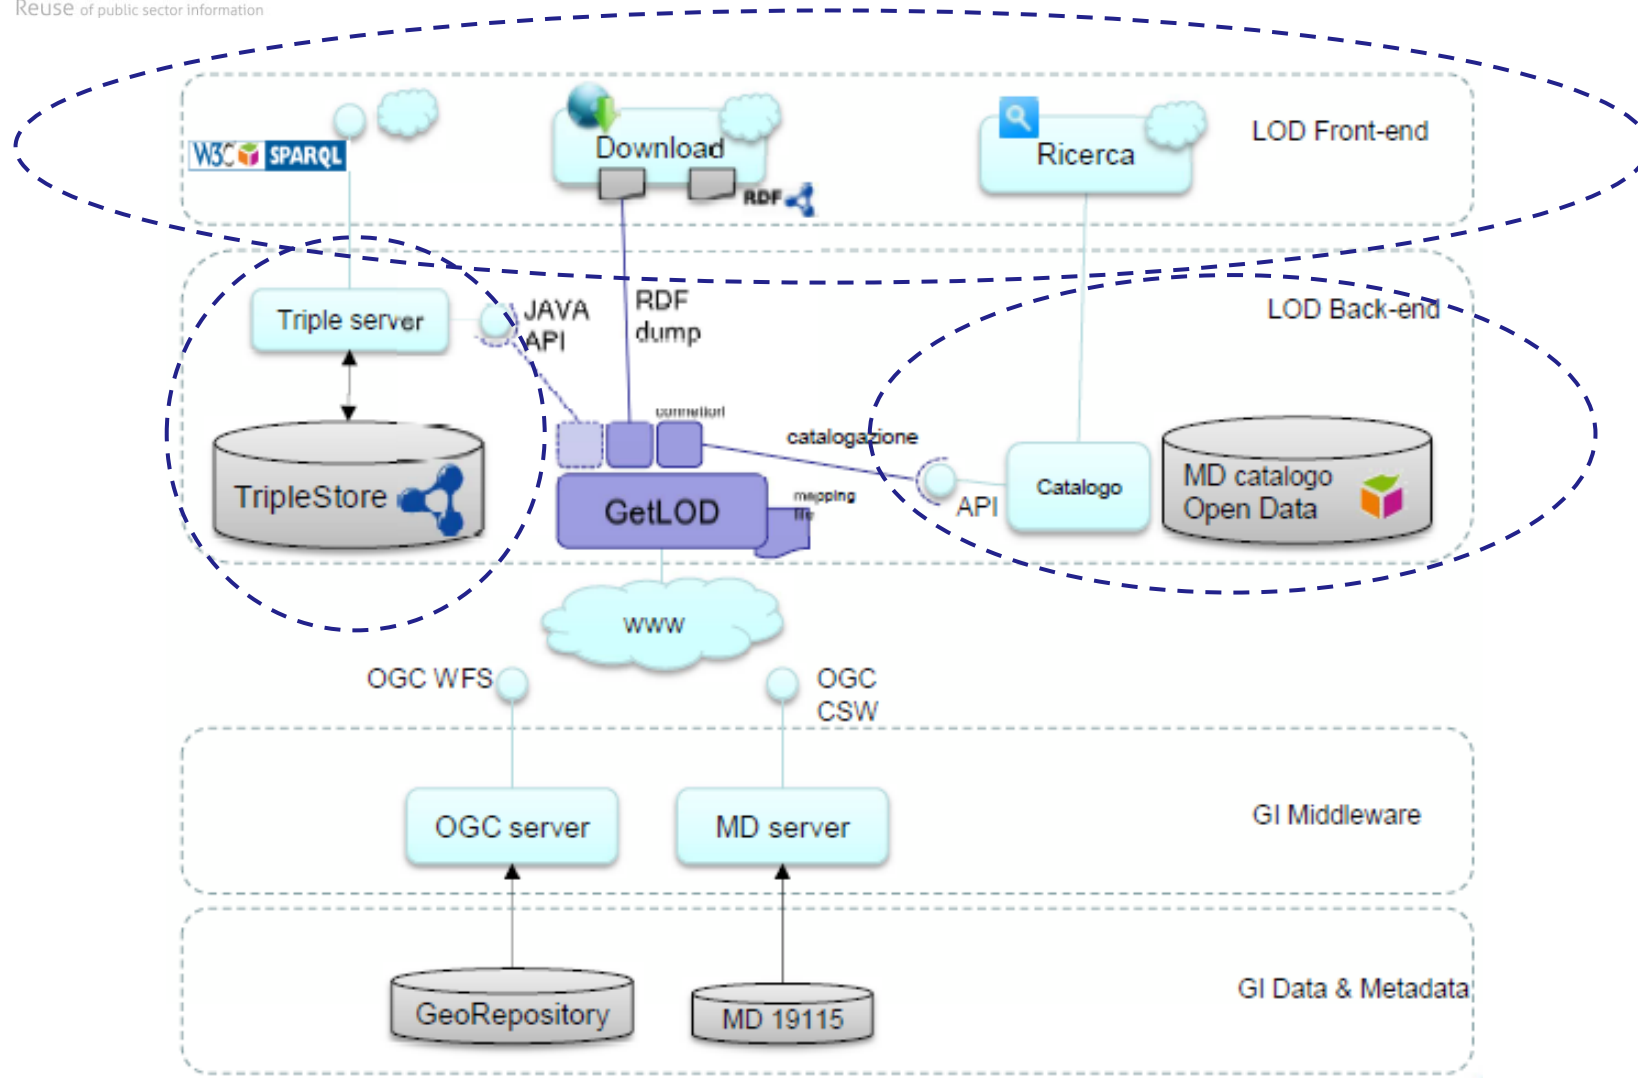 Reuse of public sector information
W3C SPARQL
Download
RDF
Ricerca
LOD Front-end
Triple server
JAVA
API
RDF
dump
LOD Back-end
connettori
catalogazione
TripleStore
GetLOD
mapping
file
API
Catalogo
MD catalogo
Open Data
www
OGC WFS
OGC
CSW
OGC server
MD server
GI Middleware
GeoRepository
MD 19115
GI Data & Metadata